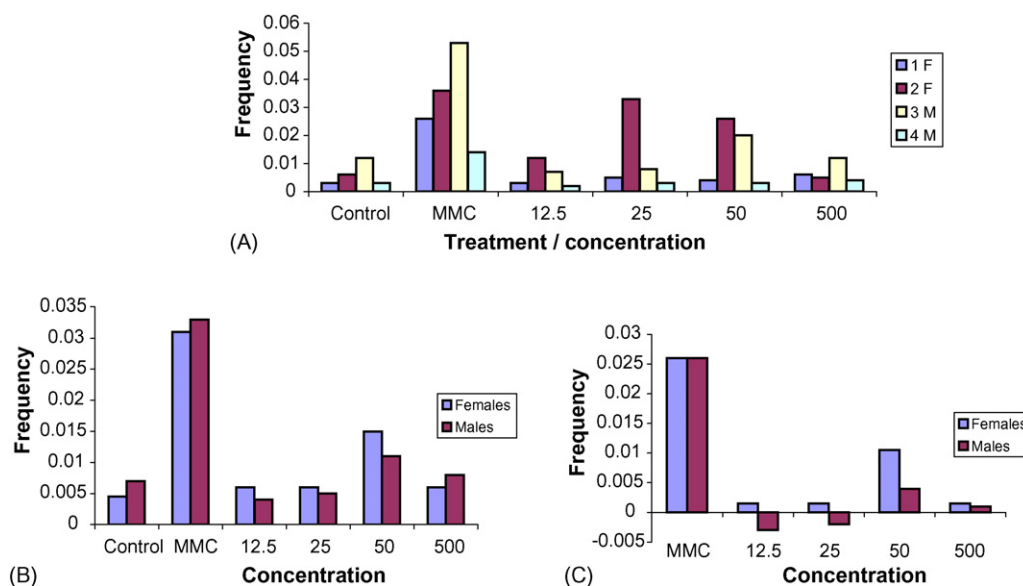 0.06
0.05
0.04
0.03
0.02
0.01
0
Frequency
Control MMC 12.5 25 50 500
Treatment / concentration
1 F
2 F
3 M
4 M
(A)
0.035
0.03
0.025
0.02
0.015
0.01
0.005
0
Frequency
Control MMC 12.5 25 50 500
Concentration
Females
Males
(B)
0.03
0.025
0.02
0.015
0.01
0.005
0
-0.005
Frequency
MMC 12.5 25 50 500
Concentration
Females
Males
(C)